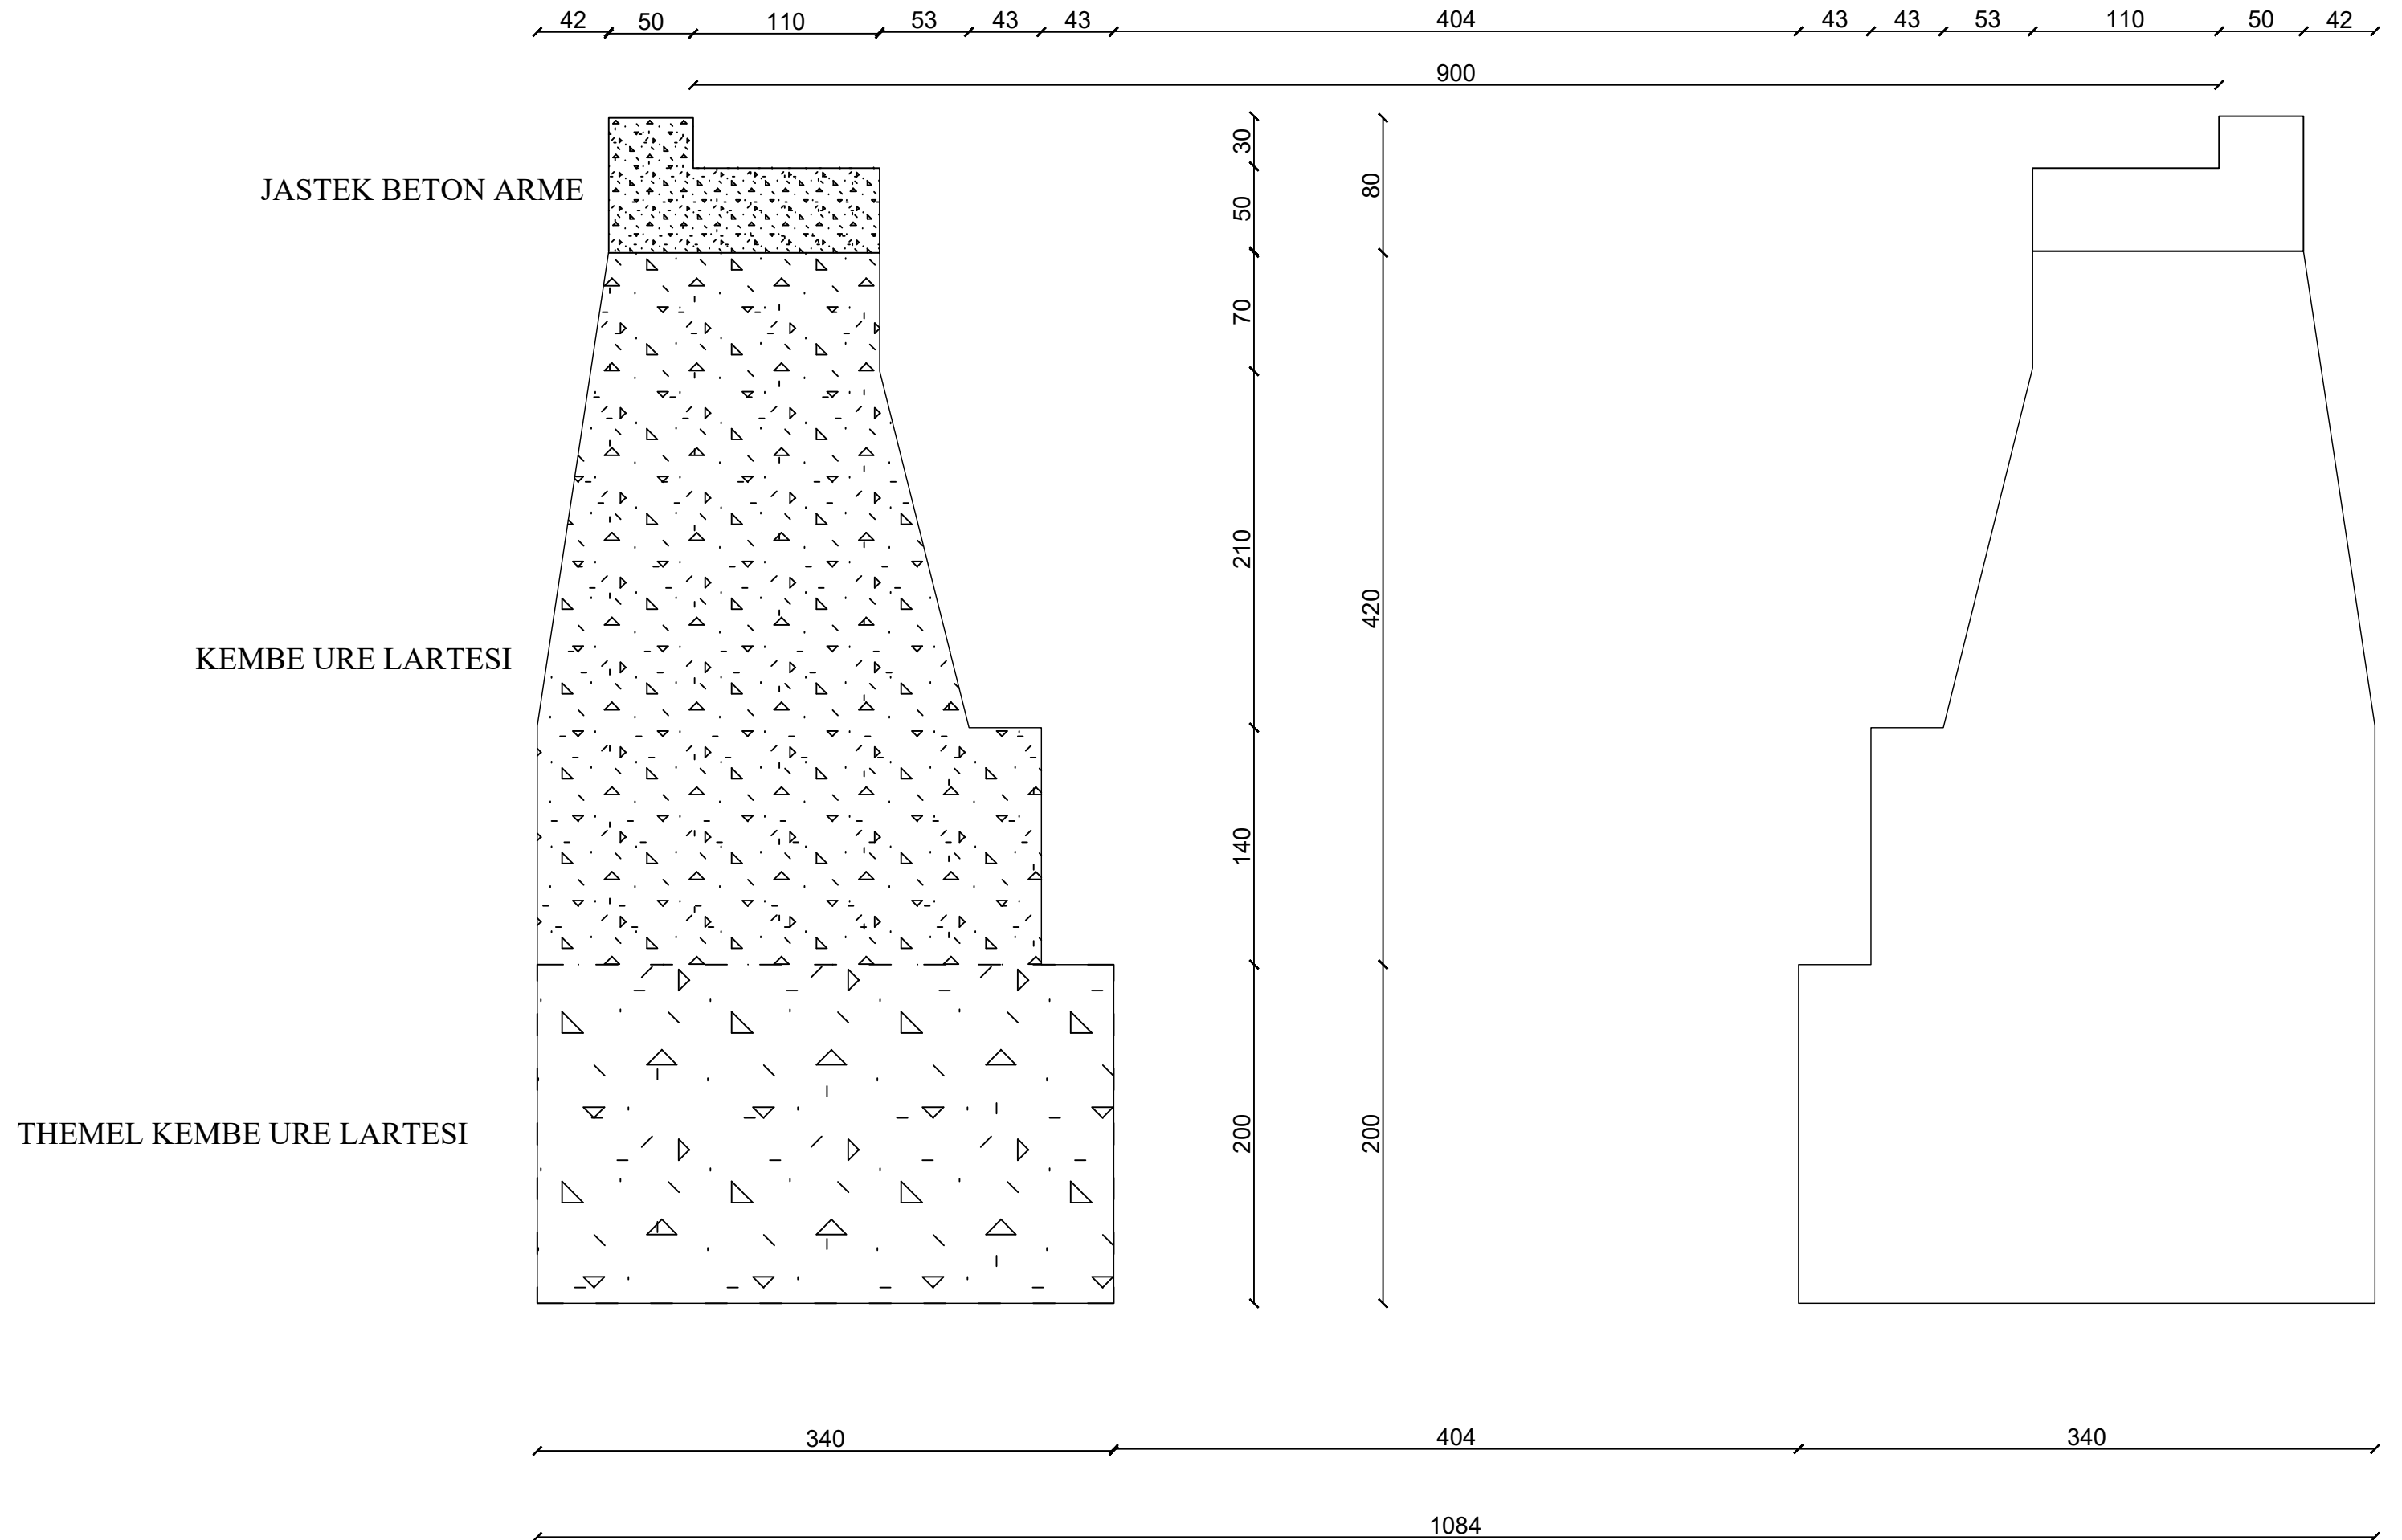 42 50 110 53 43 43 404 43 43 53 110 50 42
900
30
80
JASTEK BETON ARME
50
70
210
420
KEMBE URE LARTESI
140
THEMEL KEMBE URE LARTESI
200
200
340 404 340
1084